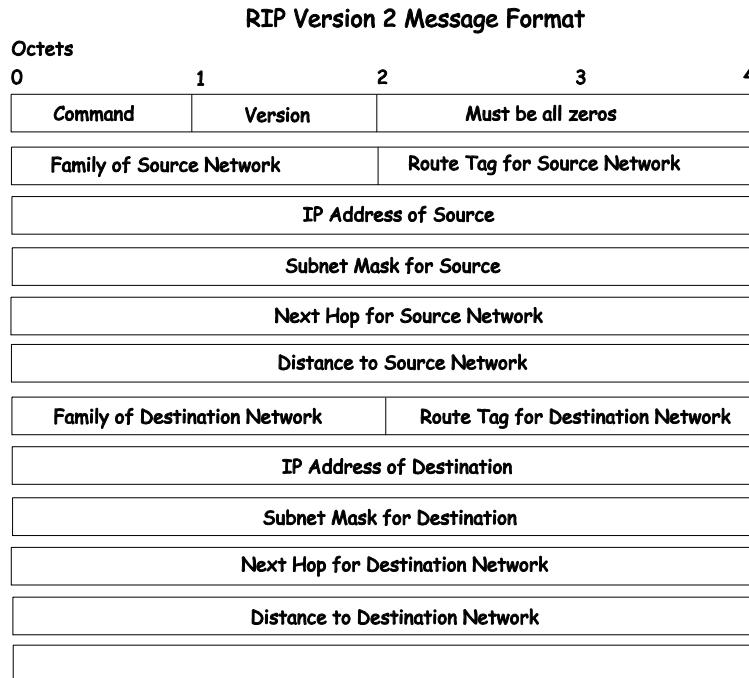 RIP Version 2 Message Format
Octets
0 1 2 3 4
Command Version Must be all zeros
Family of Source Network Route Tag for Source Network
IP Address of Source
Subnet Mask for Source
Next Hop for Source Network
Distance to Source Network
Family of Destination Network Route Tag for Destination Network
IP Address of Destination
Subnet Mask for Destination
Next Hop for Destination Network
Distance to Destination Network